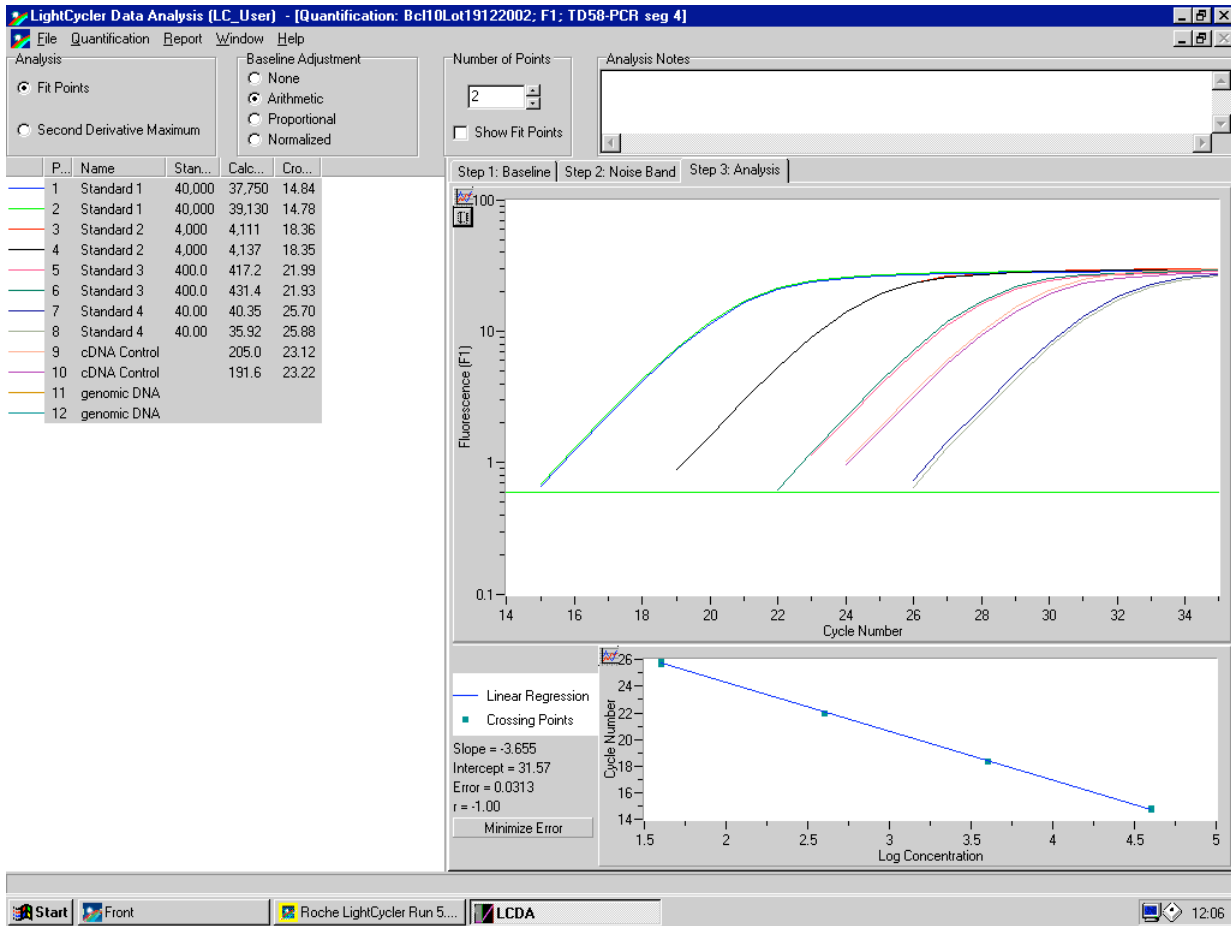 LightCycler Data Analysis (LC_User) - [Quantification: Bcl10Lot19122002; F1; TD58-PCR seg 4]
File Quantification Report Window Help
Analysis
Fit Points
Second Derivative Maximum
Baseline Adjustment
None
Arithmetic
Proportional
Normalized
Number of Points
2
Show Fit Points
Analysis Notes
P... Name Stan... Calc... Cro...
1 Standard 1 40,000 37,750 14.84
2 Standard 1 40,000 39,130 14.78
3 Standard 2 4,000 4,111 18.36
4 Standard 2 4,000 4,137 18.35
5 Standard 3 400.0 417.2 21.99
6 Standard 3 400.0 431.4 21.93
7 Standard 4 40.00 40.35 25.70
8 Standard 4 40.00 35.92 25.88
9 cDNA Control 205.0 23.12
10 cDNA Control 191.6 23.22
11 genomic DNA
12 genomic DNA
Step 1: Baseline Step 2: Noise Band Step 3: Analysis
100
10
1
0.1
Fluorescence (F1)
14 16 18 20 22 24 26 28 30 32 34
Cycle Number
Linear Regression
Crossing Points
Slope = -3.655
Intercept = 31.57
Error = 0.0313
r = -1.00
Minimize Error
26
24
22
20
18
16
14
Cycle Number
1.5 2 2.5 3 3.5 4 4.5 5
Log Concentration
Start Front Roche LightCycler Run 5.... LCDA 12:06